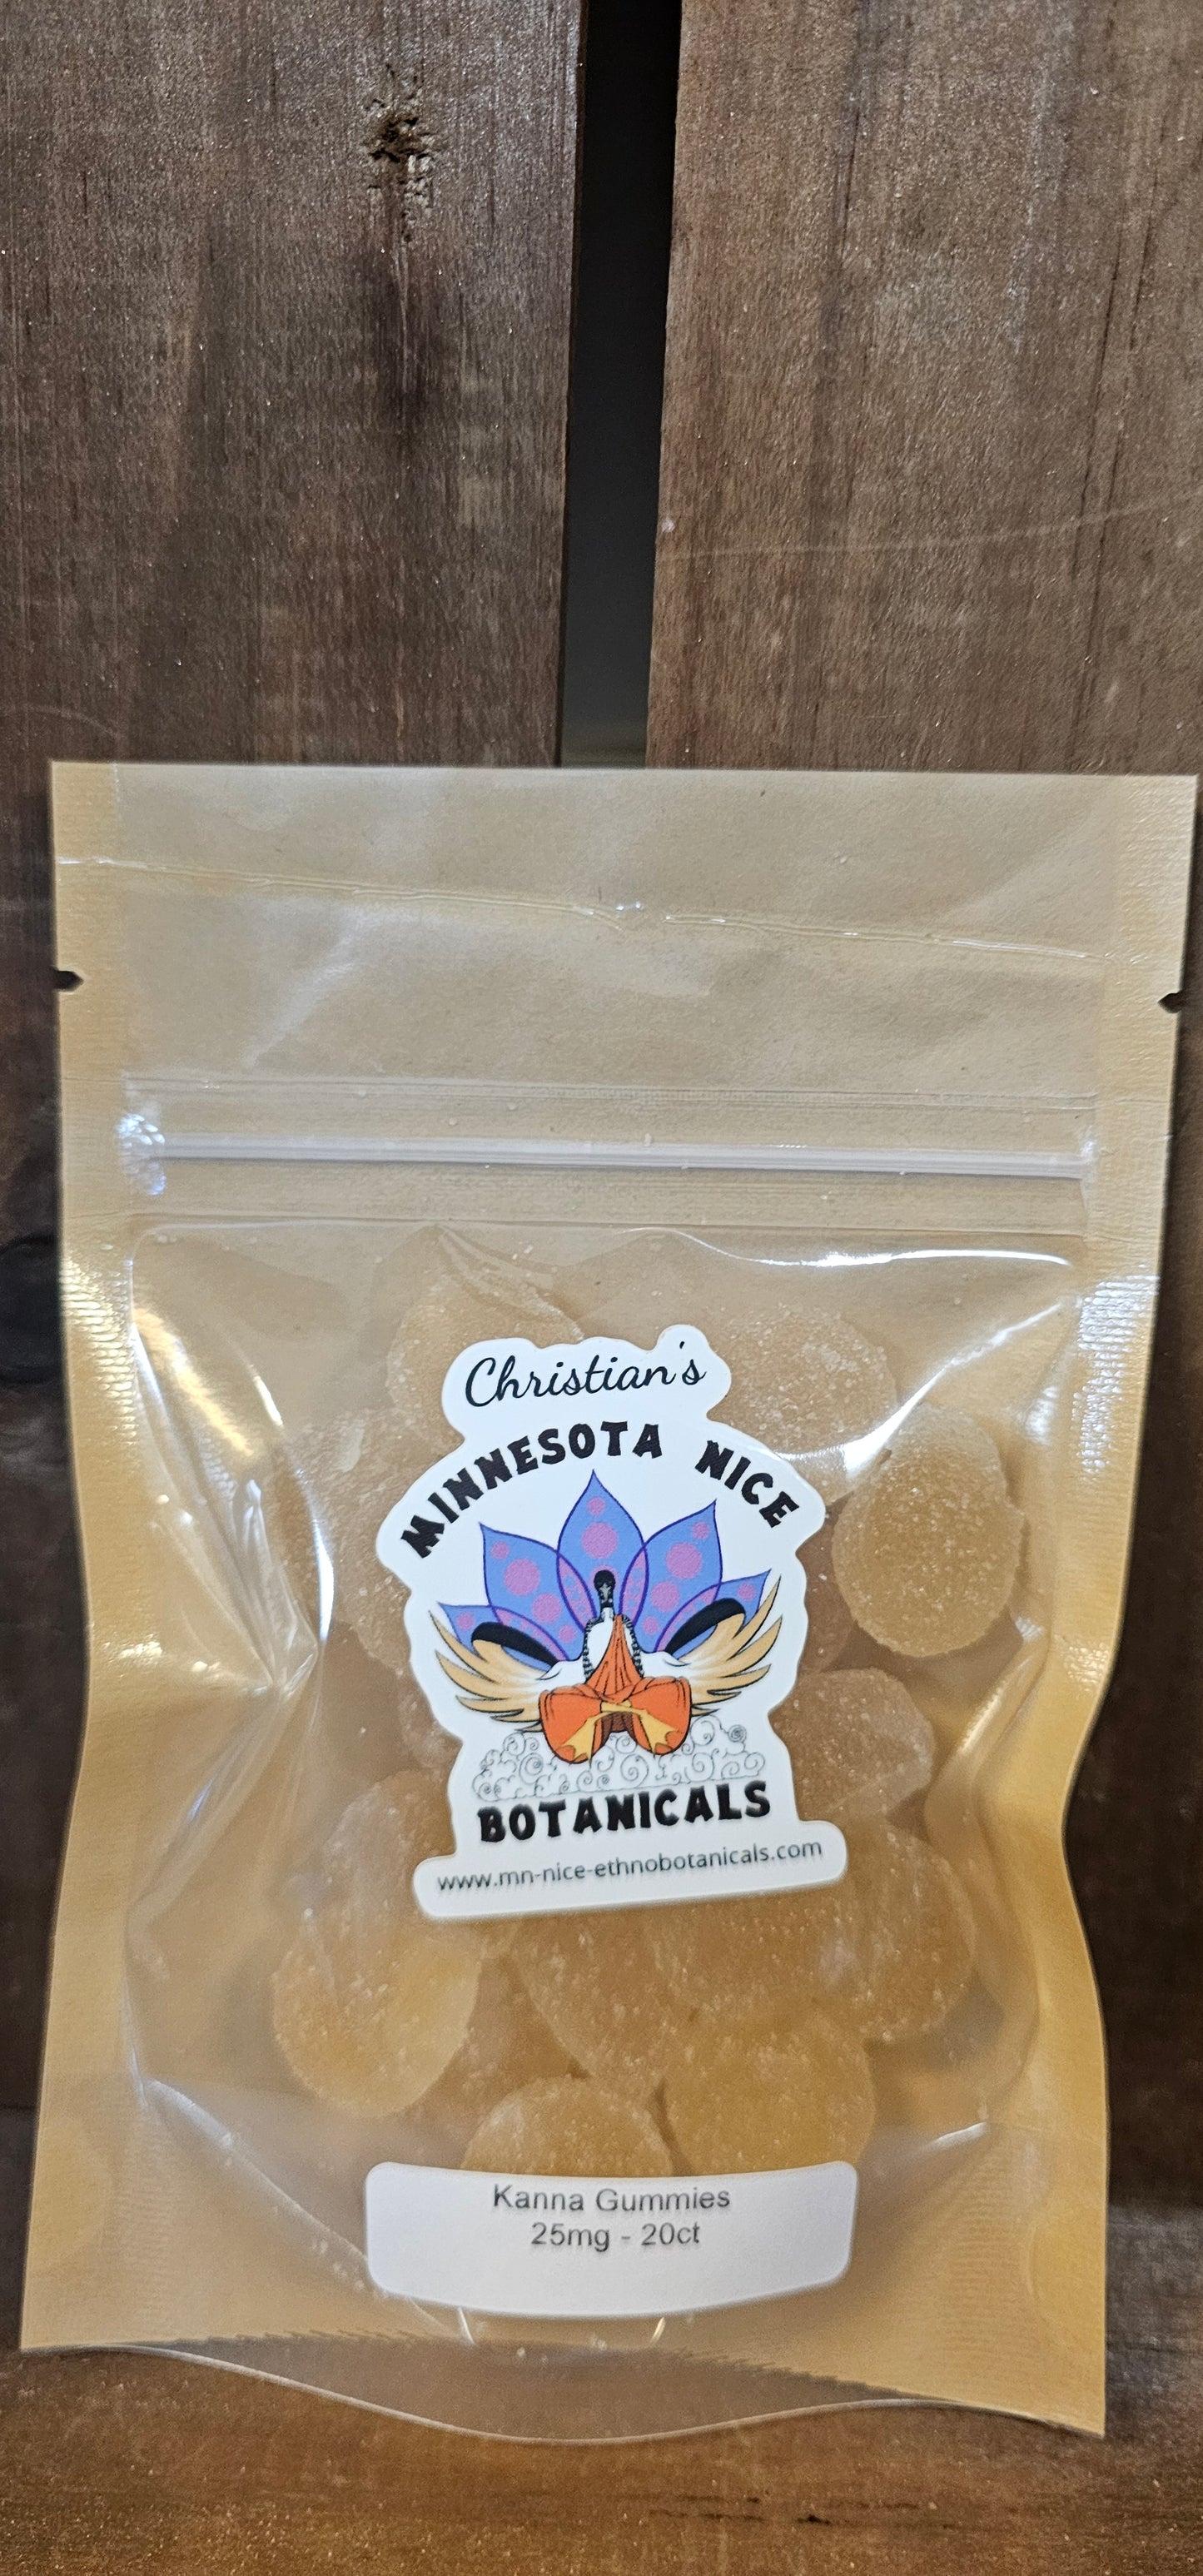 Christian's
MINNESOTA NICE
BOTANICALS
www.mn-nice-ethnobotanicals.com
Kanna Gummies
25mg - 20ct